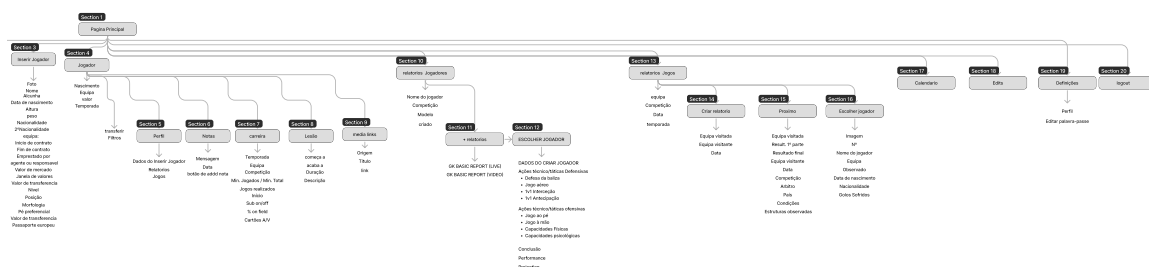 Section 1
Pagina Principal
Section 3
Inserir Jogador
Foto
Nome
Alcunha
Data de nascimento
Altura
peso
Nacionalidade
2ªNacionalidade
equipa:
Inicio de contrato
Fim de contrato
Emprestado por
agente ou responsavel
Valor de mercado
Janela de valores
Valor de transferencia
Nivel
Posição
Morfologia
Pé preferencial
Valor de transferencia
Passaporte europeu
Section 4
Jogador
Nascimento
Equipa
valor
Temporada
transferir
Filtros
Section 5
Perfil
Dados do Inserir Jogador
Relatorios
Jogos
Section 6
Notas
Mensagem
Data
botão de addd nota
Section 7
carreira
Temporada
Equipa
Competição
Min. Jogados / Min. Total
Jogos realizados
Inicio
Sub on/off
% on field
Cartões A/V
Section 8
Lesão
começa a
acaba a
Duração
Descrição
Section 9
media links
Origem
Titulo
link
Section 10
relatorios Jogadores
Nome do jogador
Competição
Modelo
criado
Section 11
+ relatorios
GK BASIC REPORT (LIVE)
GK BASIC REPORT (VIDEO)
Section 12
ESCOLHER JOGADOR
DADOS DO CRIAR JOGADOR
Ações técnico/táticas Defensivas
• Defesa da baliza
• Jogo aéreo
• 1v1 Interceção
• 1v1 Antecipação
Ações técnico/táticas ofensivas
• Jogo ao pé
• Jogo à mão
• Capacidades Físicas
• Capacidades psicológicas
Conclusão
Performance
Section 13
relatorios Jogos
equipa
Competição
Data
temporada
Section 14
Criar relatorio
Equipa visitada
Equipa visitante
Data
Section 15
Proximo
Equipa visitada
Result. 1ª parte
Resultado final
Equipa visitante
Data
Competição
Arbitro
País
Condições
Estruturas observadas
Section 16
Escolher jogador
imagem
Nº
Nome do jogador
Equipa
Observado
Data de nascimento
Nacionalidade
Golos Sofridos
Section 17
Calendario
Section 18
Edits
Section 19
Definições
Perfil
Editar palavra-passe
Section 20
logout